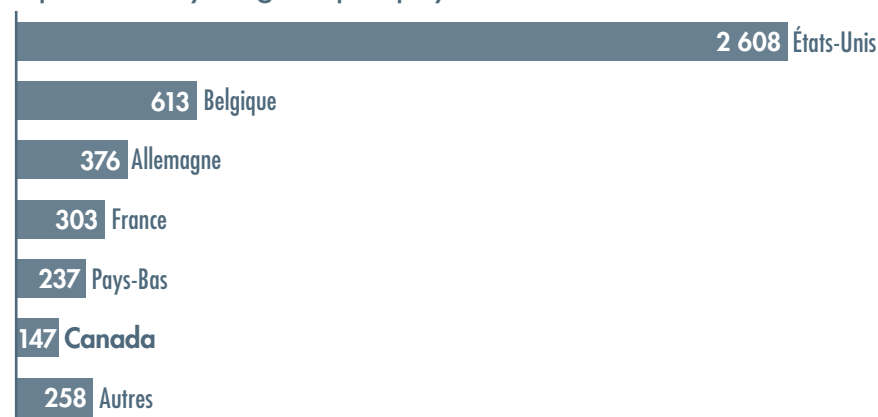 2 608 États-Unis
613 Belgique
376 Allemagne
303 France
237 Pays-Bas
147 Canada
258 Autres